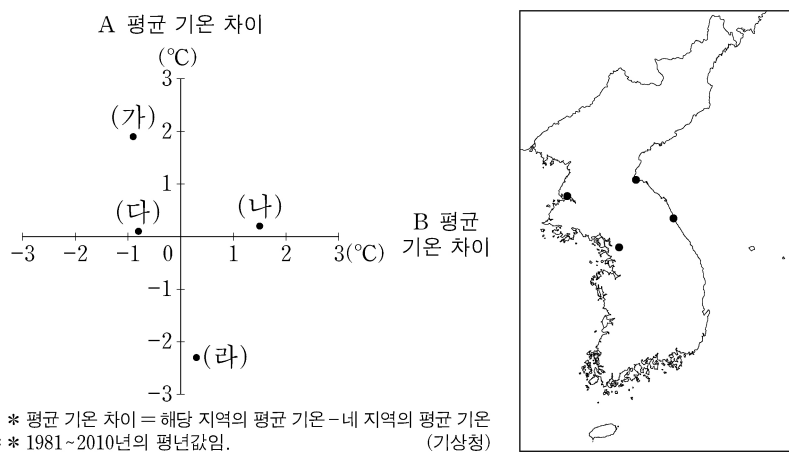 A 평균 기온 차이
(℃)
3
(가)
2
1
(다)
(나)
B 평균
기온 차이
-3 -2 -1 0 1 2 3(℃)
-1
-2
(라)
-3
* 평균 기온 차이＝해당 지역의 평균 기온－네 지역의 평균 기온
* * 1981~2010년의 평년값임.
(기상청)